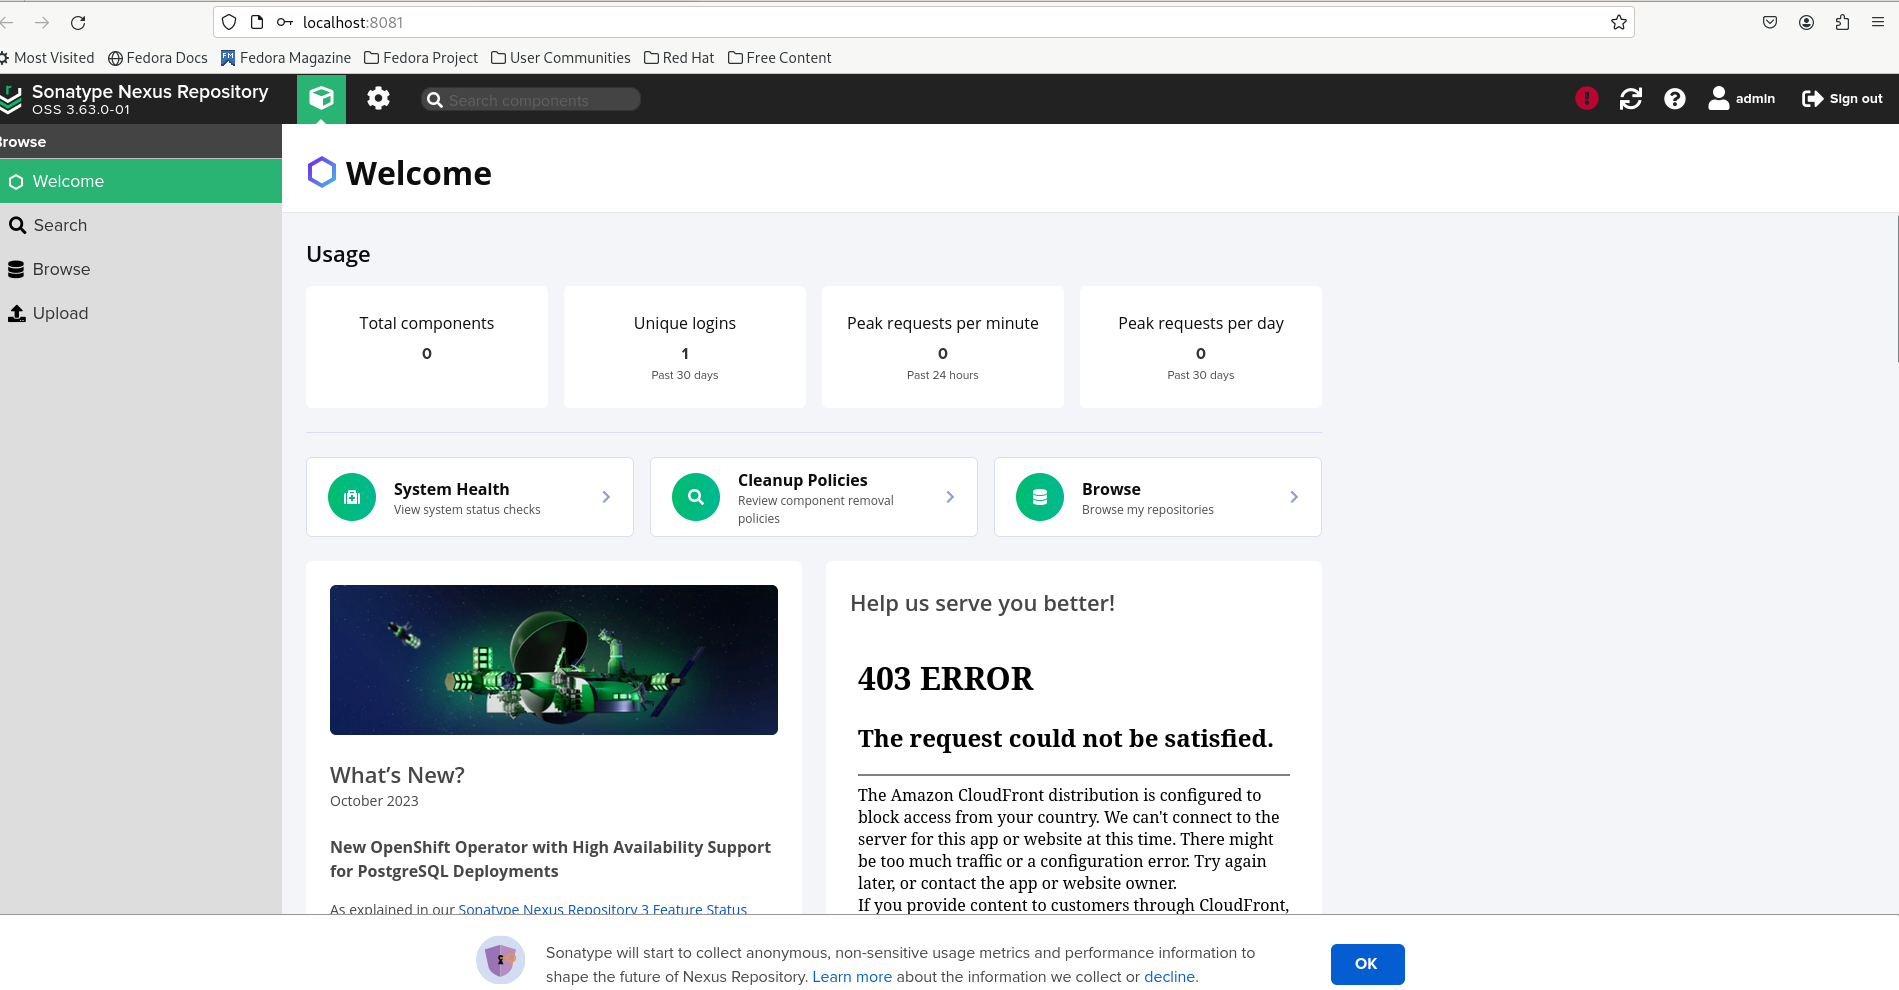 localhost:8081
Most Visited Fedora Docs Fedora Magazine Fedora Project User Communities Red Hat Free Content
Sonatype Nexus Repository
OSS 3.63.0-01
Search components
admin
Sign out
Browse
Welcome
Search
Browse
Upload
Welcome
Usage
Total components
0
Unique logins
1
Past 30 days
Peak requests per minute
0
Past 24 hours
Peak requests per day
0
Past 30 days
System Health
View system status checks
Cleanup Policies
Review component removal
policies
Browse
Browse my repositories
What’s New?
October 2023
New OpenShift Operator with High Availability Support
for PostgreSQL Deployments
As explained in our Sonatype Nexus Repository 3 Feature Status
Help us serve you better!
403 ERROR
The request could not be satisfied.
The Amazon CloudFront distribution is configured to
block access from your country. We can't connect to the
server for this app or website at this time. There might
be too much traffic or a configuration error. Try again
later, or contact the app or website owner.
If you provide content to customers through CloudFront,
Sonatype will start to collect anonymous, non-sensitive usage metrics and performance information to
shape the future of Nexus Repository. Learn more about the information we collect or decline.
OK